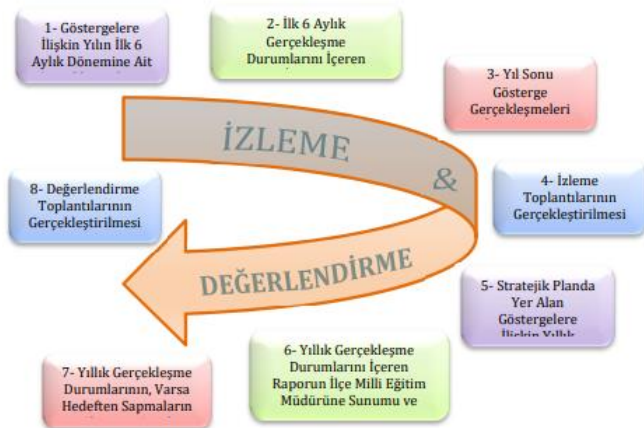 1- Göstergelere
İlişkin Yılın İlk 6
Aylık Dönemine Ait
2- İlk 6 Aylık
Gerçekleşme
Durumlarını İçeren
3- Yıl Sonu
Gösterge
Gerçekleşmeleri
İZLEME
&
4- İzleme
Toplantılarının
Gerçekleştirilmesi
8- Değerlendirme
Toplantılarının
Gerçekleştirilmesi
DEĞERLENDİRME
5- Stratejik Planda
Yer Alan
Göstergelere
İlişkin Yıllık
6- Yıllık Gerçekleşme
Durumlarını İçeren
Raporun İlçe Milli Eğitim
Müdürüne Sunumu ve
7- Yıllık Gerçekleşme
Durumlarının, Varsa
Hedeften Sapmaların